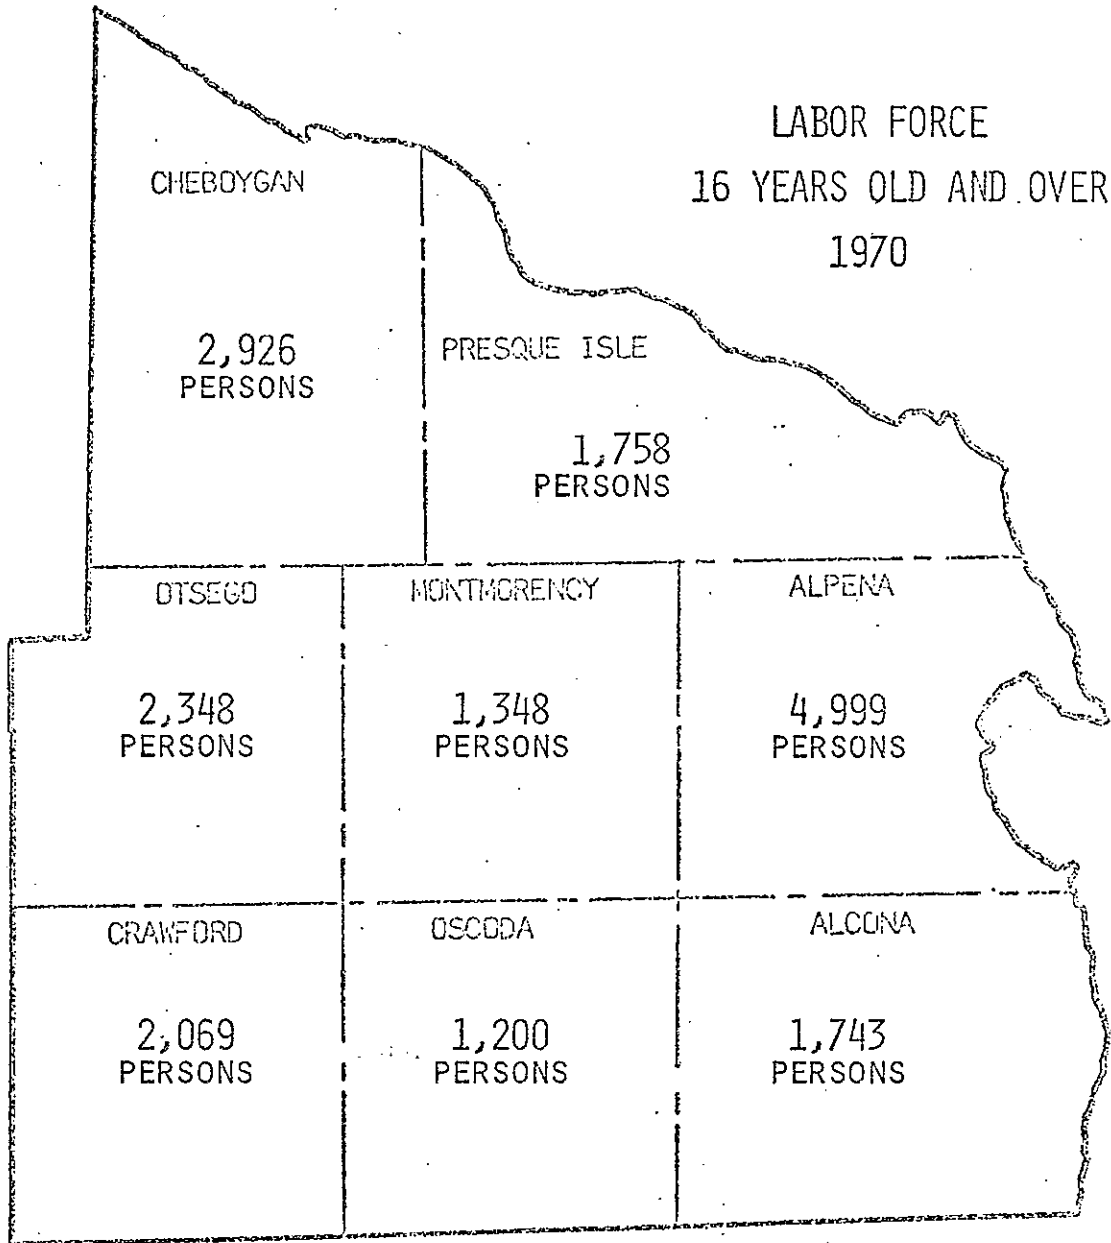 LABOR FORCE
16 YEARS OLD AND OVER
1970
CHEBOYGAN
2,926
PERSONS
PRESQUE ISLE
1,758
PERSONS
OTSEGO
2,348
PERSONS
MONTMORENCY
1,348
PERSONS
ALPENA
4,999
PERSONS
CRAWFORD
2,069
PERSONS
OSCODA
1,200
PERSONS
ALCONA
1,743
PERSONS